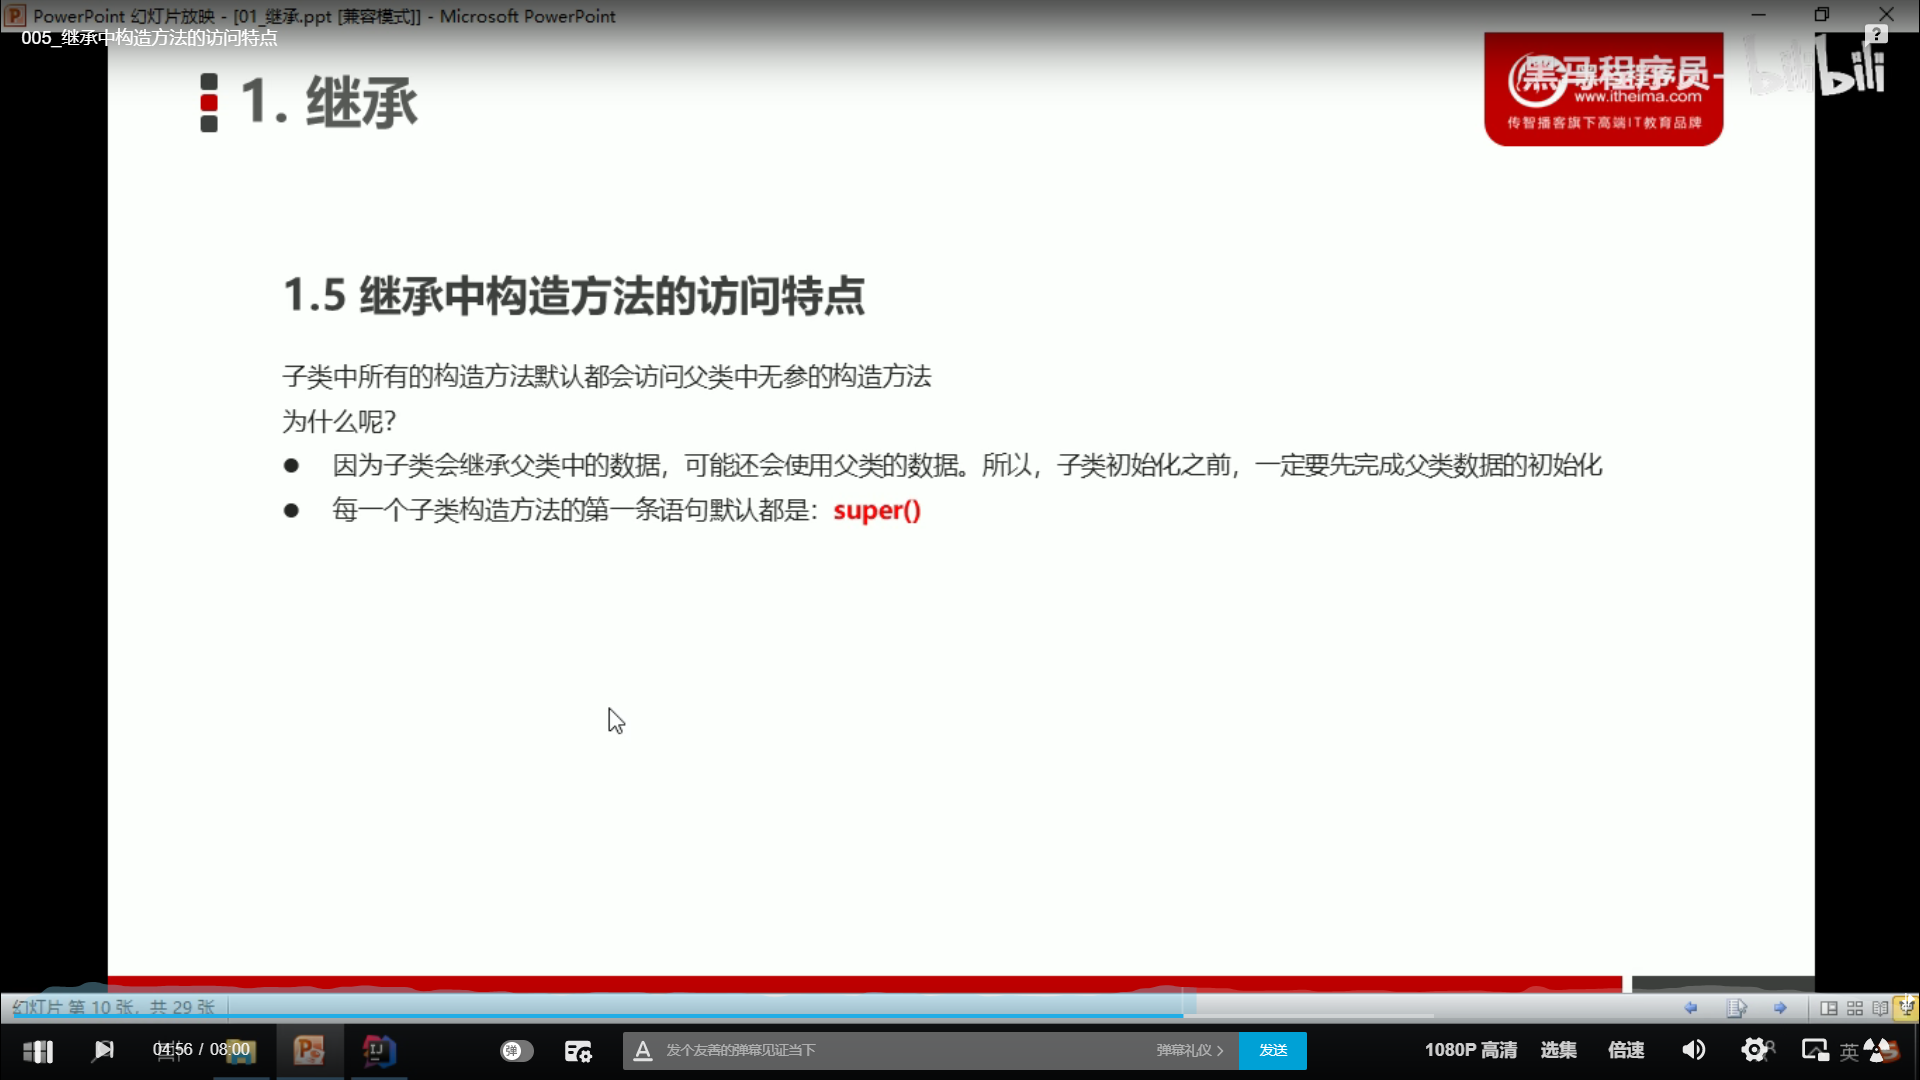 PowerPoint 幻灯片放映 - [01_继承.ppt [兼容模式]] - Microsoft PowerPoint
005_继承中构造方法的访问特点
1. 继承
黑马程序员-
www.itheima.com
传智播客旗下高端IT教育品牌
bilibili
1.5 继承中构造方法的访问特点
子类中所有的构造方法默认都会访问父类中无参的构造方法
为什么呢?
● 因为子类会继承父类中的数据，可能还会使用父类的数据。所以，子类初始化之前，一定要先完成父类数据的初始化
● 每一个子类构造方法的第一条语句默认都是：super()
幻灯片 第 10 张，共 29 张
04:56 / 08:00
弹
发个友善的弹幕见证当下
弹幕礼仪 >
发送
1080P 高清
选集
倍速
英